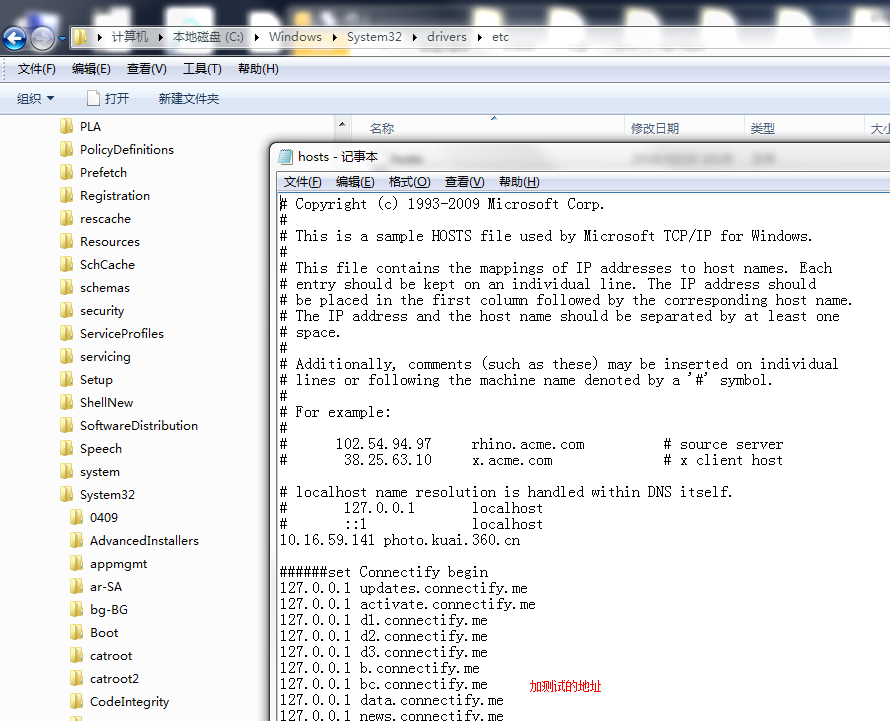 计算机 ▸ 本地磁盘 (C:) ▸ Windows ▸ System32 ▸ drivers ▸ etc
文件(F) 编辑(E) 查看(V) 工具(T) 帮助(H)
组织 打开 新建文件夹
名称 修改日期 类型
PLA
PolicyDefinitions
Prefetch
Registration
rescache
Resources
SchCache
schemas
security
ServiceProfiles
servicing
Setup
ShellNew
SoftwareDistribution
Speech
system
System32
0409
AdvancedInstallers
appmgmt
ar-SA
bg-BG
Boot
catroot
catroot2
CodeIntegrity
hosts - 记事本
文件(F) 编辑(E) 格式(O) 查看(V) 帮助(H)
# Copyright (c) 1993-2009 Microsoft Corp.
#
# This is a sample HOSTS file used by Microsoft TCP/IP for Windows.
#
# This file contains the mappings of IP addresses to host names. Each
# entry should be kept on an individual line. The IP address should
# be placed in the first column followed by the corresponding host name.
# The IP address and the host name should be separated by at least one
# space.
#
# Additionally, comments (such as these) may be inserted on individual
# lines or following the machine name denoted by a '#' symbol.
#
# For example:
#
# 102.54.94.97 rhino.acme.com # source server
# 38.25.63.10 x.acme.com # x client host
# localhost name resolution is handled within DNS itself.
# 127.0.0.1 localhost
# ::1 localhost
10.16.59.141 photo.kuai.360.cn
######set Connectify begin
127.0.0.1 updates.connectify.me
127.0.0.1 activate.connectify.me
127.0.0.1 d1.connectify.me
127.0.0.1 d2.connectify.me
127.0.0.1 d3.connectify.me
127.0.0.1 b.connectify.me
127.0.0.1 bc.connectify.me 加测试的地址
127.0.0.1 data.connectify.me
127.0.0.1 news.connectify.me